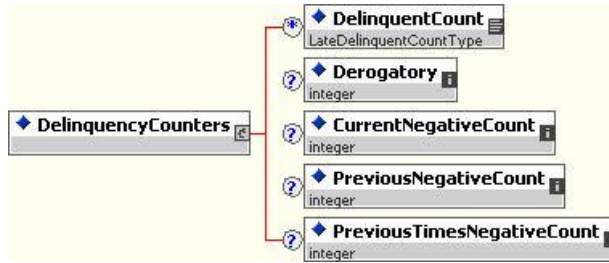 DelinquentCount
LateDelinquentCountType
Derogatory
integer
DelinquencyCounters
CurrentNegativeCount
integer
PreviousNegativeCount
integer
PreviousTimesNegativeCount
integer